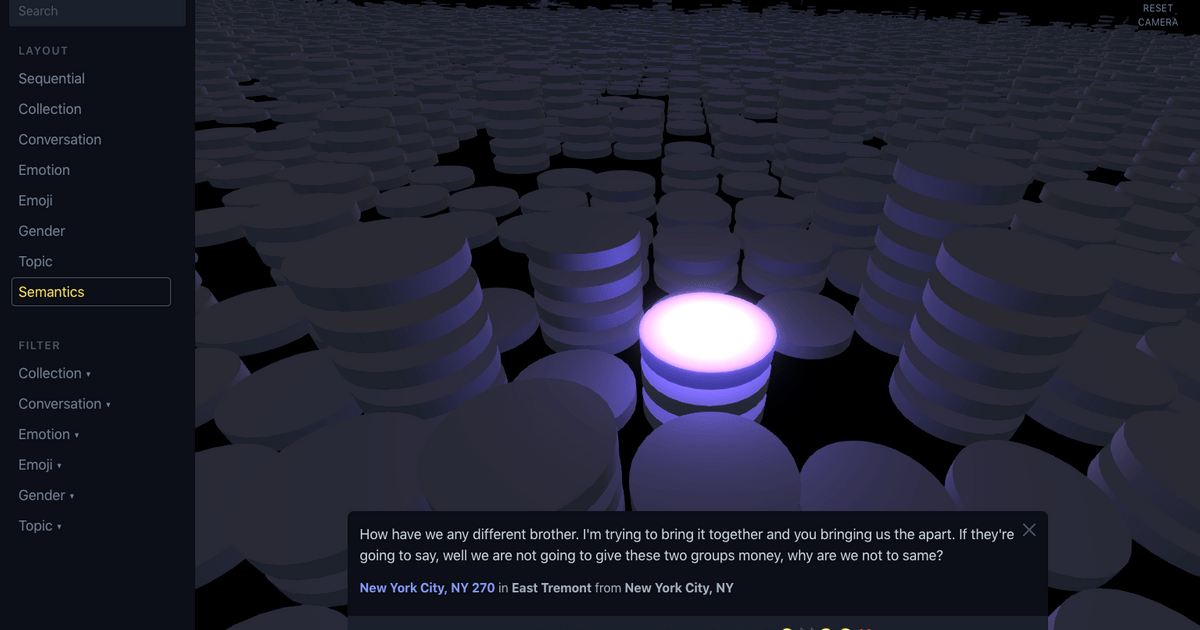 Search
RESET
CAMERA
LAYOUT
Sequential
Collection
Conversation
Emotion
Emoji
Gender
Topic
Semantics
FILTER
Collection ▾
Conversation ▾
Emotion ▾
Emoji ▾
Gender ▾
Topic ▾
How have we any different brother. I'm trying to bring it together and you bringing us the apart. If they're
going to say, well we are not going to give these two groups money, why are we not to same?
New York City, NY 270 in East Tremont from New York City, NY